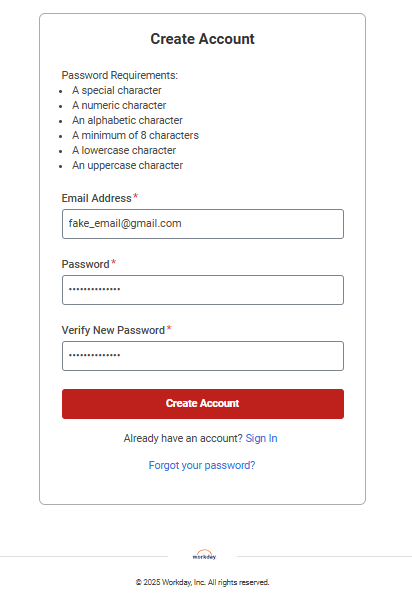 Create Account
Password Requirements:
• A special character
• A numeric character
• An alphabetic character
• A minimum of 8 characters
• A lowercase character
• An uppercase character
Email Address*
fake_email@gmail.com
Password*
••••••••••••••
Verify New Password*
••••••••••••••
Create Account
Already have an account? Sign In
Forgot your password?
workday
© 2025 Workday, Inc. All rights reserved.